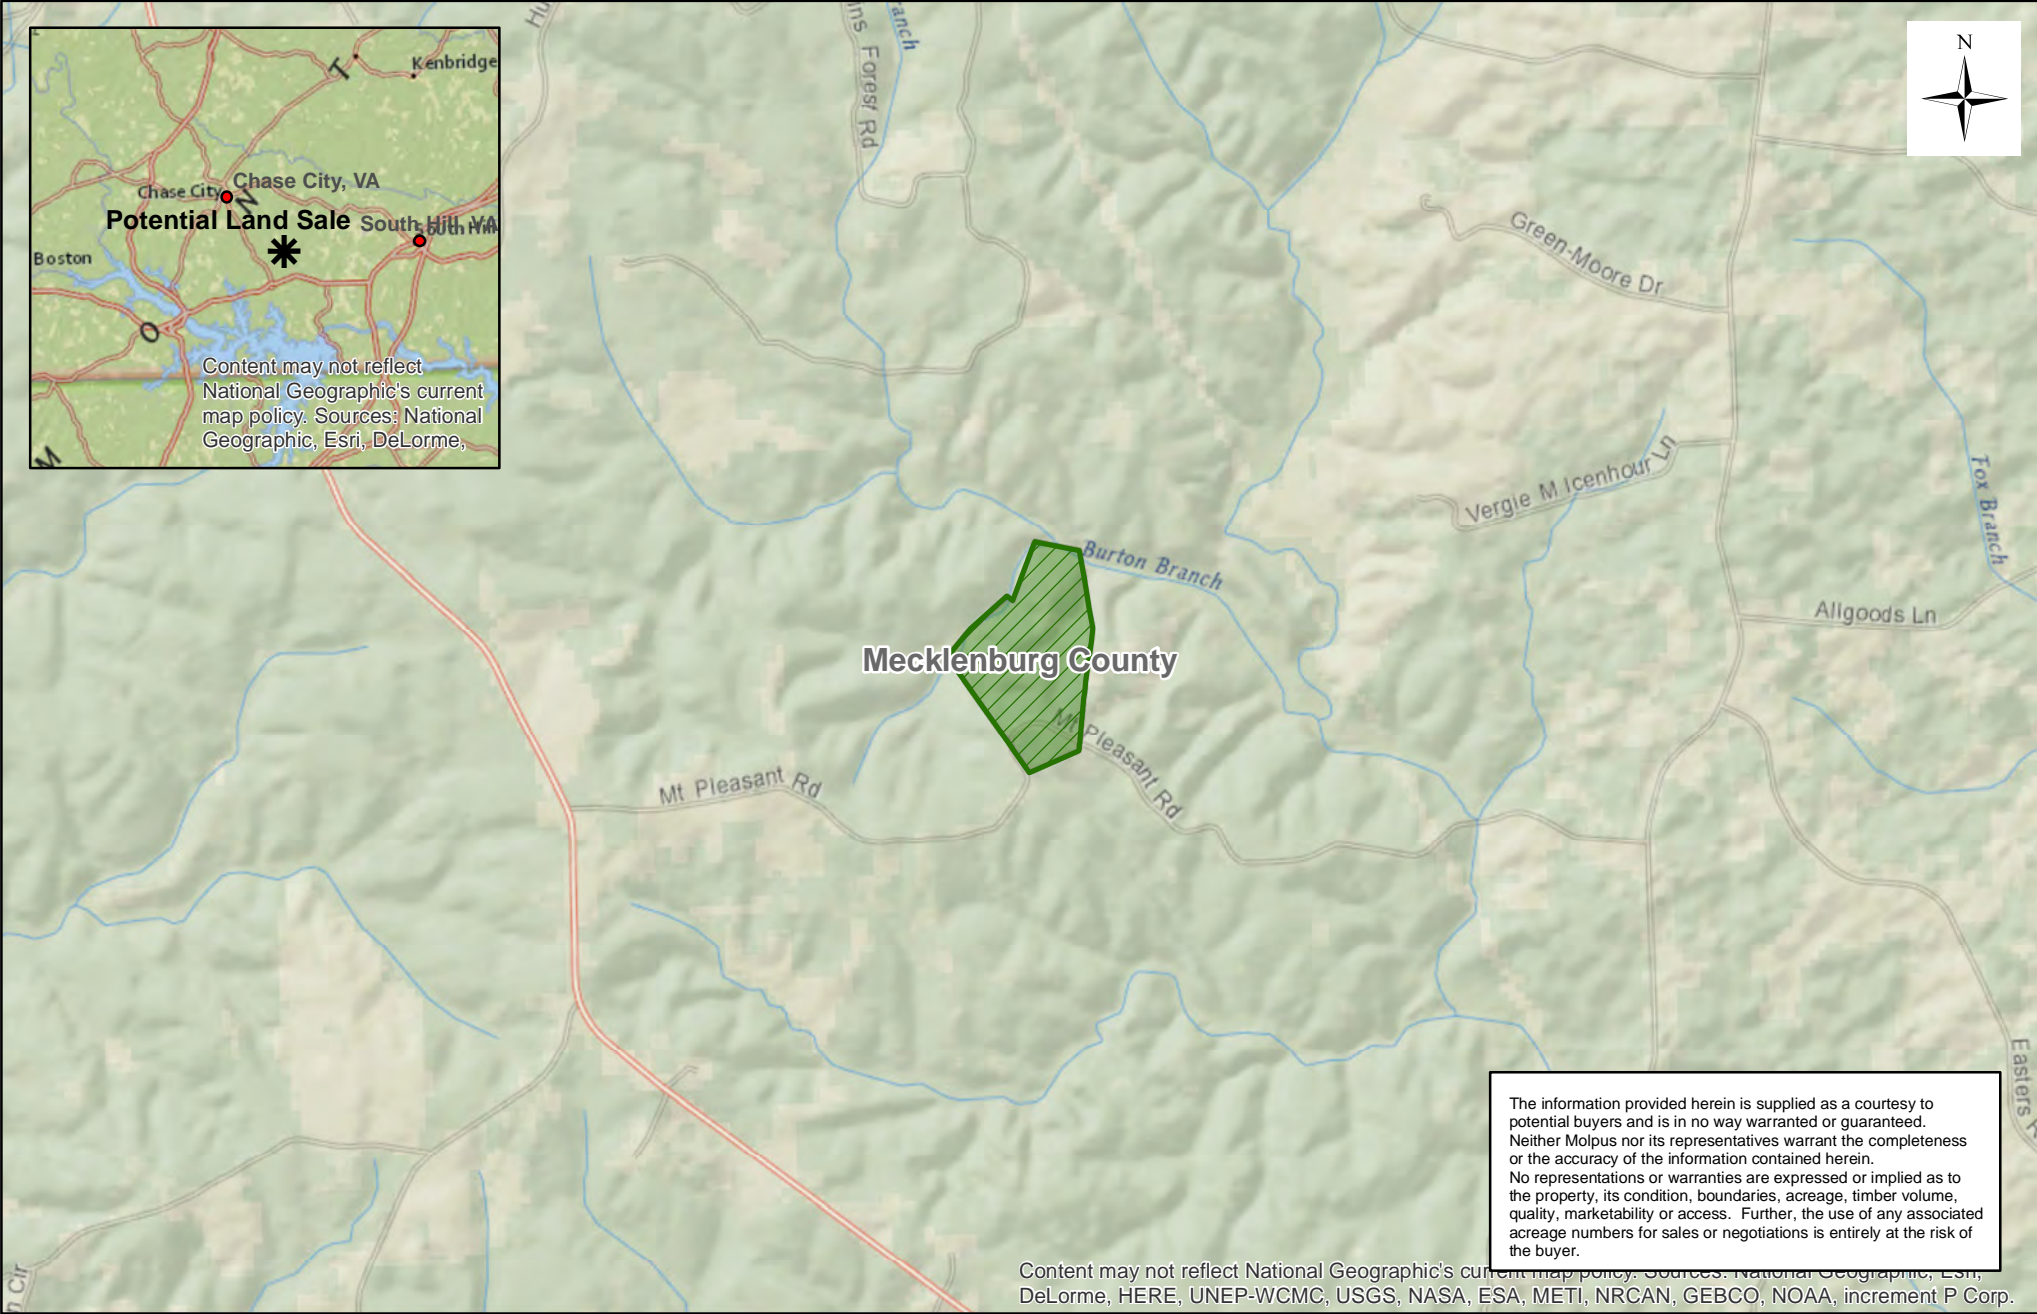 N
Kenbridge
T
Chase City
Chase City, VA
N
Potential Land Sale
South Hill, VA
South Hill
Boston
O
M
Content may not reflect
National Geographic's current
map policy. Sources: National
Geographic, Esri, DeLorme,
Forest Rd
Green-Moore Dr
Vergie M Icenhour Ln
Fox Branch
Burton Branch
Allgoods Ln
Mecklenburg County
Mt Pleasant Rd
Mt Pleasant Rd
Easters
Cir
The information provided herein is supplied as a courtesy to
potential buyers and is in no way warranted or guaranteed.
Neither Molpus nor its representatives warrant the completeness
or the accuracy of the information contained herein.
No representations or warranties are expressed or implied as to
the property, its condition, boundaries, acreage, timber volume,
quality, marketability or access. Further, the use of any associated
acreage numbers for sales or negotiations is entirely at the risk of
the buyer.
Content may not reflect National Geographic's current map policy. Sources: National Geographic, Esri,
DeLorme, HERE, UNEP-WCMC, USGS, NASA, ESA, METI, NRCAN, GEBCO, NOAA, increment P Corp.